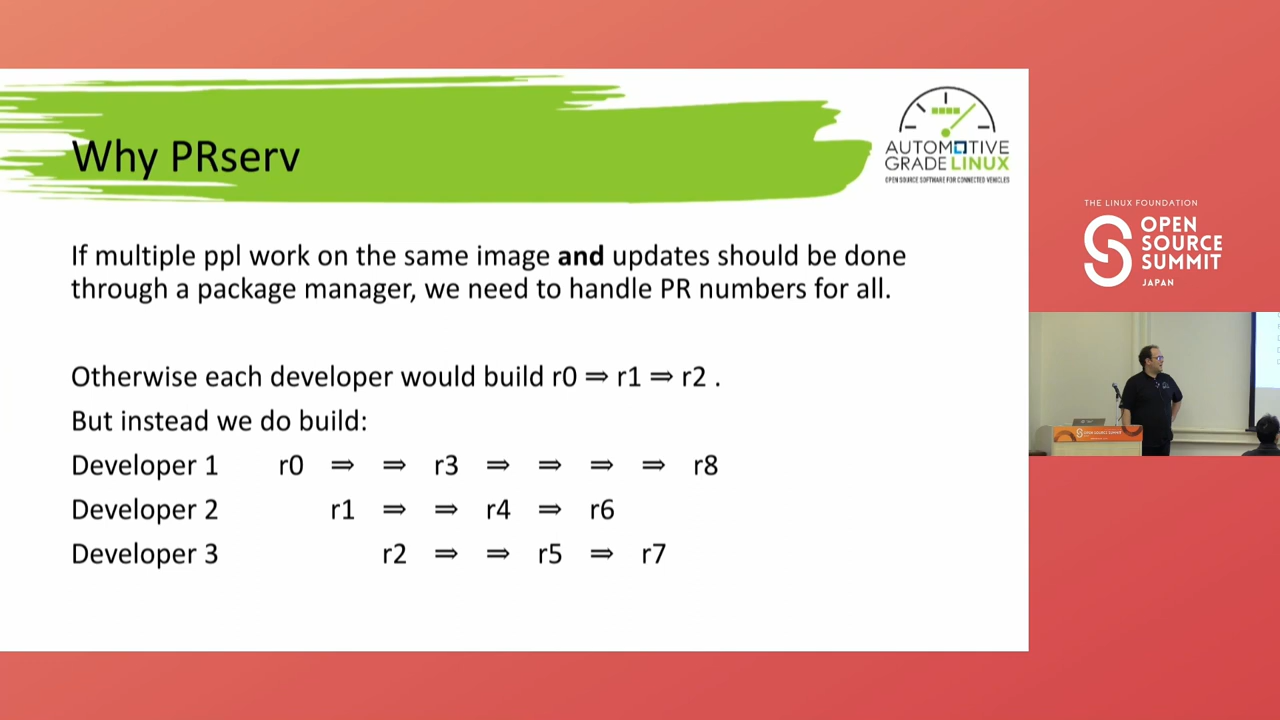 Why PRserv
AUTOMOTIVE
GRADE LINUX
OPEN SOURCE SOFTWARE FOR CONNECTED VEHICLES
If multiple ppl work on the same image and updates should be done
through a package manager, we need to handle PR numbers for all.
Otherwise each developer would build r0 ⇒ r1 ⇒ r2 .
But instead we do build:
Developer 1 r0 ⇒ ⇒ r3 ⇒ ⇒ ⇒ ⇒ r8
Developer 2 r1 ⇒ ⇒ r4 ⇒ r6
Developer 3 r2 ⇒ ⇒ r5 ⇒ r7
THE LINUX FOUNDATION
OPEN
SOURCE
SUMMIT
JAPAN
OPEN SOURCE SUMMIT